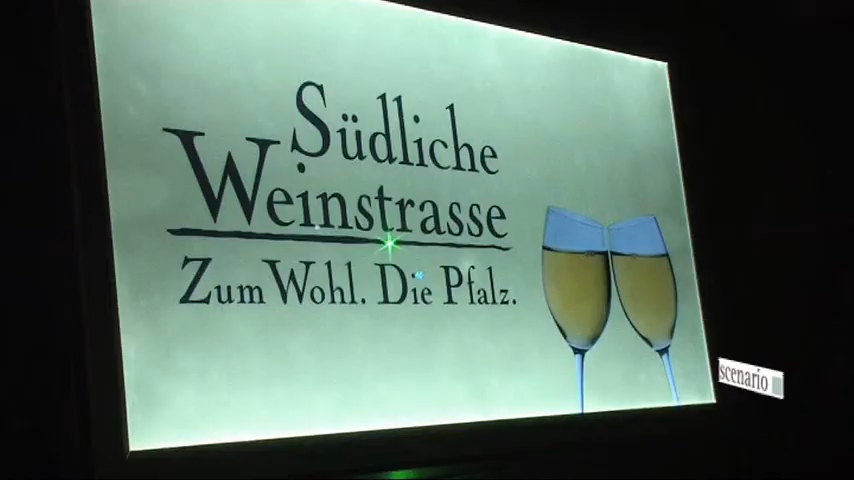 Südliche
Weinstrasse
Zum Wohl. Die Pfalz.
scenario